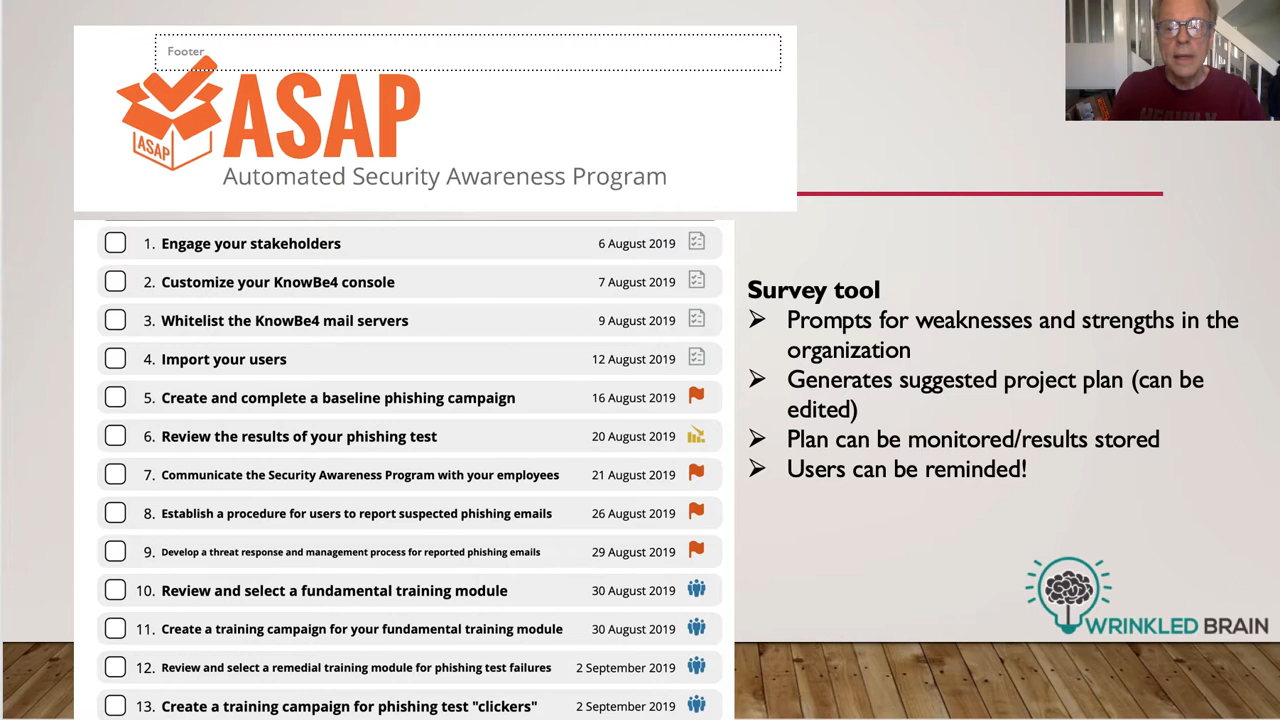 Footer
ASAP
ASAP
Automated Security Awareness Program
1. Engage your stakeholders 6 August 2019
2. Customize your KnowBe4 console 7 August 2019
3. Whitelist the KnowBe4 mail servers 9 August 2019
4. Import your users 12 August 2019
5. Create and complete a baseline phishing campaign 16 August 2019
6. Review the results of your phishing test 20 August 2019
7. Communicate the Security Awareness Program with your employees 21 August 2019
8. Establish a procedure for users to report suspected phishing emails 26 August 2019
9. Develop a threat response and management process for reported phishing emails 29 August 2019
10. Review and select a fundamental training module 30 August 2019
11. Create a training campaign for your fundamental training module 30 August 2019
12. Review and select a remedial training module for phishing test failures 2 September 2019
13. Create a training campaign for phishing test "clickers" 2 September 2019
Survey tool
➢ Prompts for weaknesses and strengths in the
organization
➢ Generates suggested project plan (can be
edited)
➢ Plan can be monitored/results stored
➢ Users can be reminded!
WRINKLED BRAIN